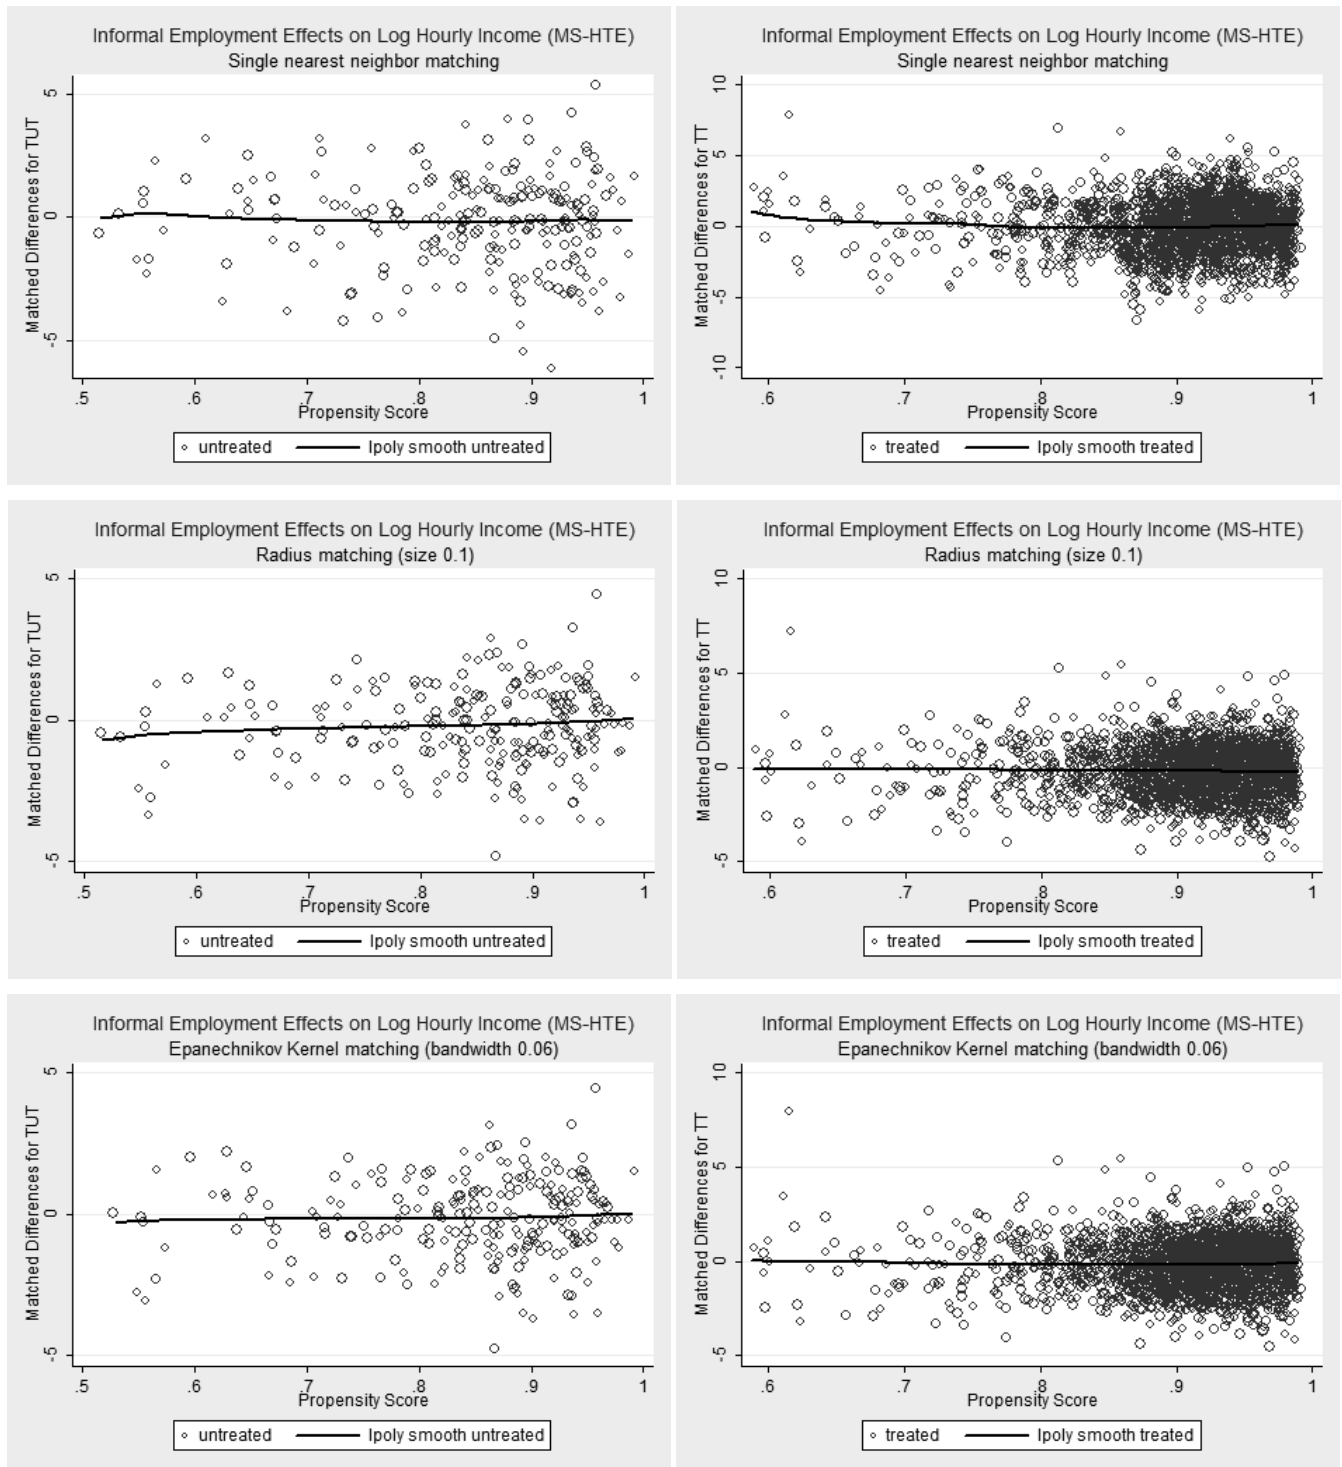 Informal Employment Effects on Log Hourly Income (MS-HTE)
Single nearest neighbor matching
Matched Differences for TUT
5
0
-5
.5 .6 .7 .8 .9 1
Propensity Score
untreated lpoly smooth untreated
Informal Employment Effects on Log Hourly Income (MS-HTE)
Single nearest neighbor matching
Matched Differences for TT
10
5
0
-5
-10
.6 .7 .8 .9 1
Propensity Score
treated lpoly smooth treated
Informal Employment Effects on Log Hourly Income (MS-HTE)
Radius matching (size 0.1)
Matched Differences for TUT
5
0
-5
.5 .6 .7 .8 .9 1
Propensity Score
untreated lpoly smooth untreated
Informal Employment Effects on Log Hourly Income (MS-HTE)
Radius matching (size 0.1)
Matched Differences for TT
10
5
0
-5
.6 .7 .8 .9 1
Propensity Score
treated lpoly smooth treated
Informal Employment Effects on Log Hourly Income (MS-HTE)
Epanechnikov Kernel matching (bandwidth 0.06)
Matched Differences for TUT
5
0
-5
.5 .6 .7 .8 .9 1
Propensity Score
untreated lpoly smooth untreated
Informal Employment Effects on Log Hourly Income (MS-HTE)
Epanechnikov Kernel matching (bandwidth 0.06)
Matched Differences for TT
10
5
0
-5
.6 .7 .8 .9 1
Propensity Score
treated lpoly smooth treated